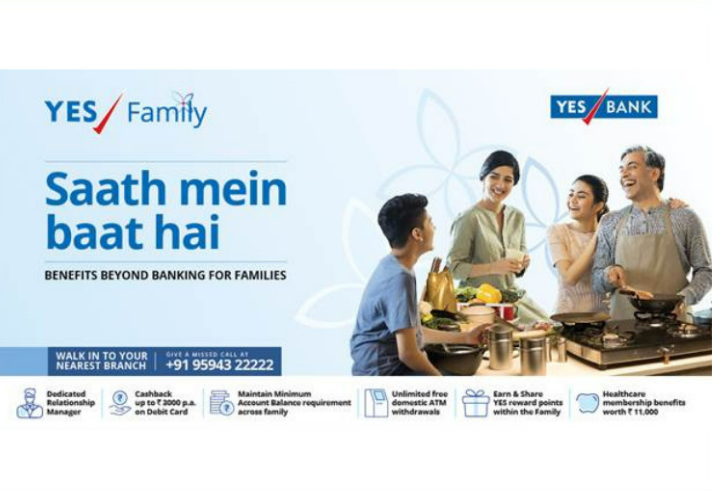 YES Family
YES BANK
Saath mein
baat hai
BENEFITS BEYOND BANKING FOR FAMILIES
WALK IN TO YOUR
NEAREST BRANCH
GIVE A MISSED CALL AT
+91 95943 22222
Dedicated
Relationship
Manager
Cashback
up to ₹ 3000 p.a.
on Debit Card
Maintain Minimum
Account Balance requirement
across family
Unlimited free
domestic ATM
withdrawals
Earn & Share
YES reward points
within the Family
Healthcare
membership benefits
worth ₹ 11,000